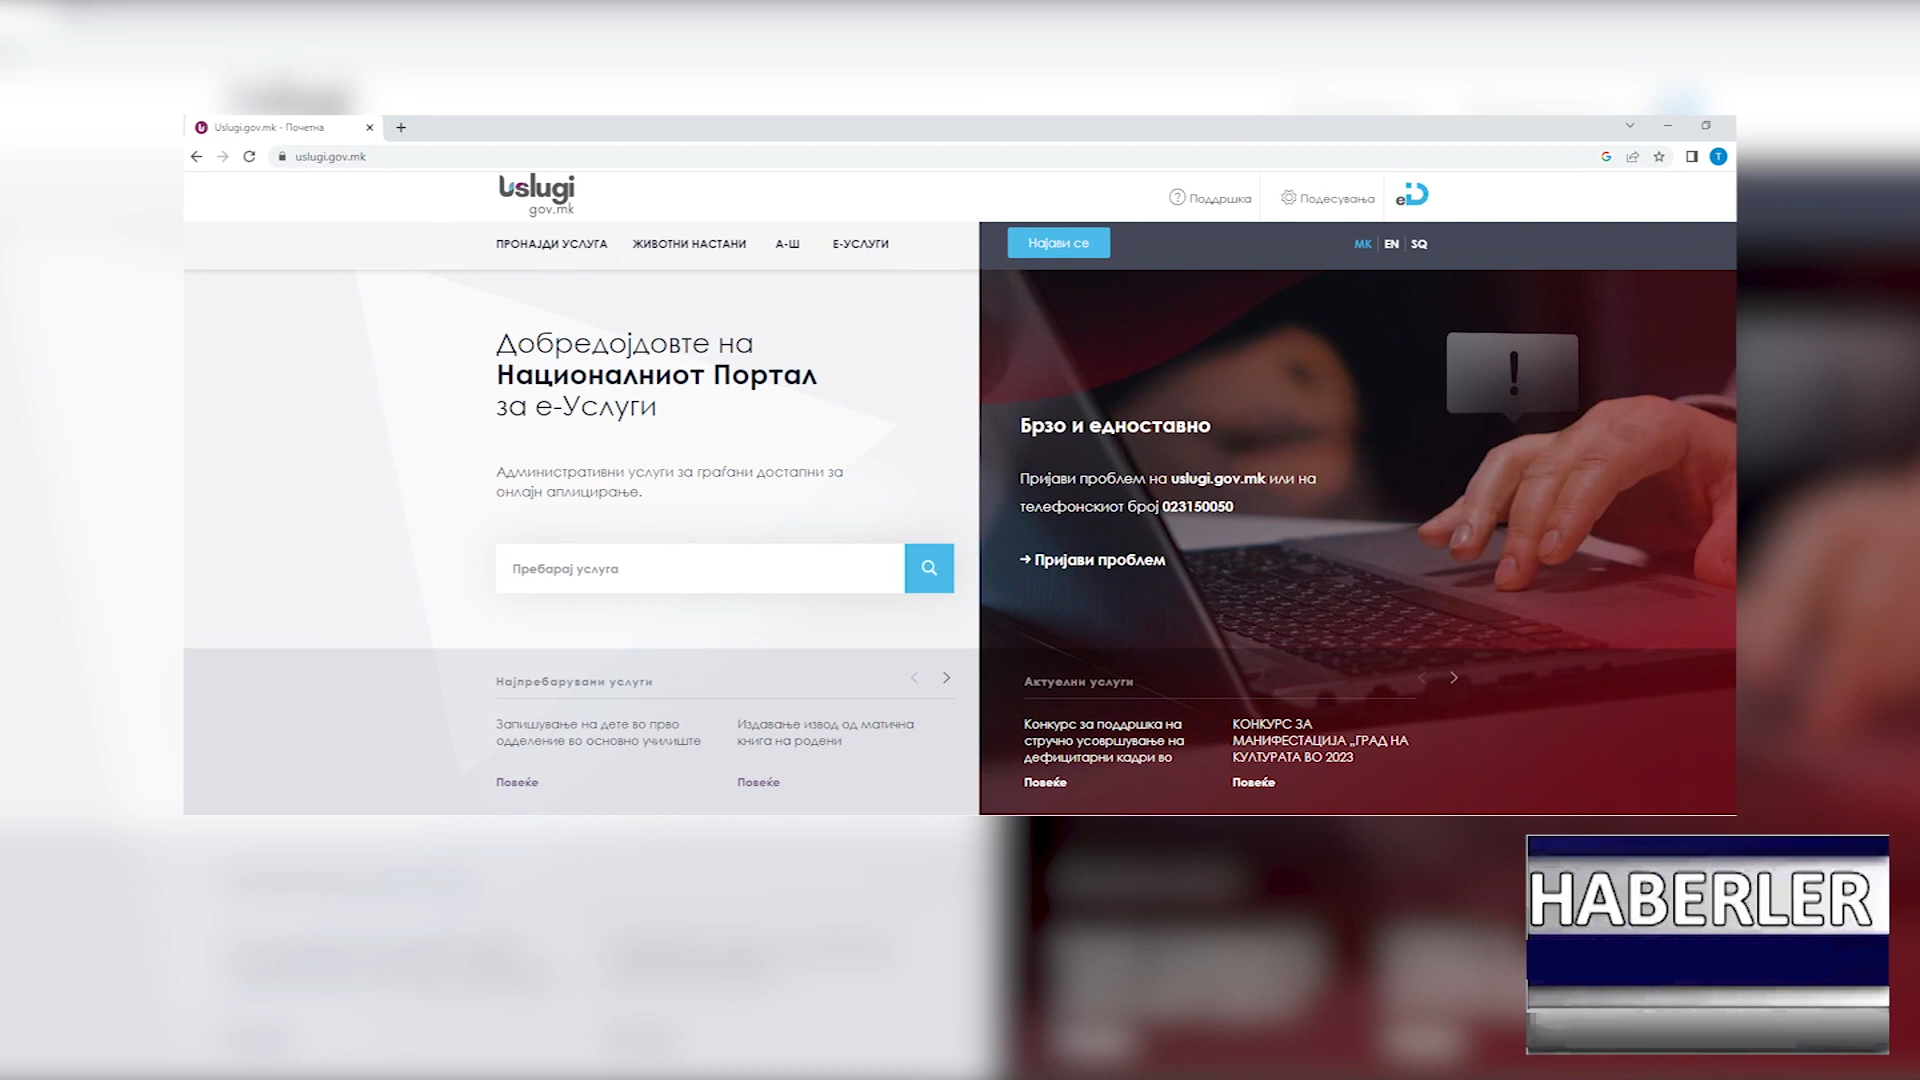 Uslugi.gov.mk - Почетна
uslugi.gov.mk
T
Uslugi
gov.mk
Поддршка
Подесувања
eID
ПРОНАЈДИ УСЛУГА
ЖИВОТНИ НАСТАНИ
А-Ш
Е-УСЛУГИ
Најави се
MK
EN
SQ
Добредојдовте на
Националниот Портал
за е-Услуги
Административни услуги за граѓани достапни за
онлајн аплицирање.
Пребарај услуга
Брзо и едноставно
Пријави проблем на uslugi.gov.mk или на
телефонскиот број 023150050
→ Пријави проблем
Најпребарувани услуги
Запишување на дете во прво
одделение во основно училиште
Повеќе
Издавање извод од матична
книга на родени
Повеќе
Актуелни услуги
Конкурс за поддршка на
стручно усовршување на
дефицитарни кадри во
Повеќе
КОНКУРС ЗА
МАНИФЕСТАЦИЈА „ГРАД НА
КУЛТУРАТА ВО 2023
Повеќе
HABERLER